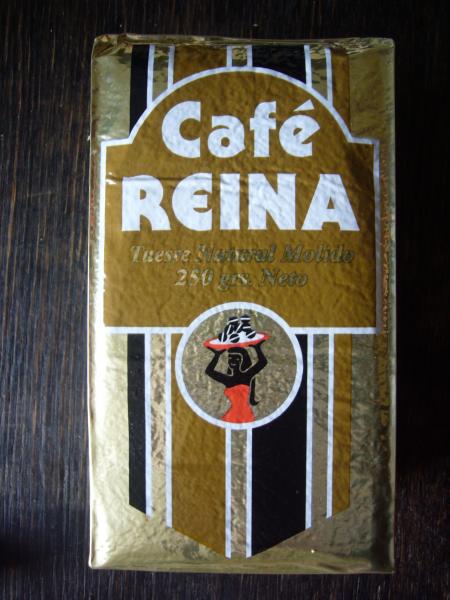 Café
REINA
Tueste Natural Molido
250 grs. Neto